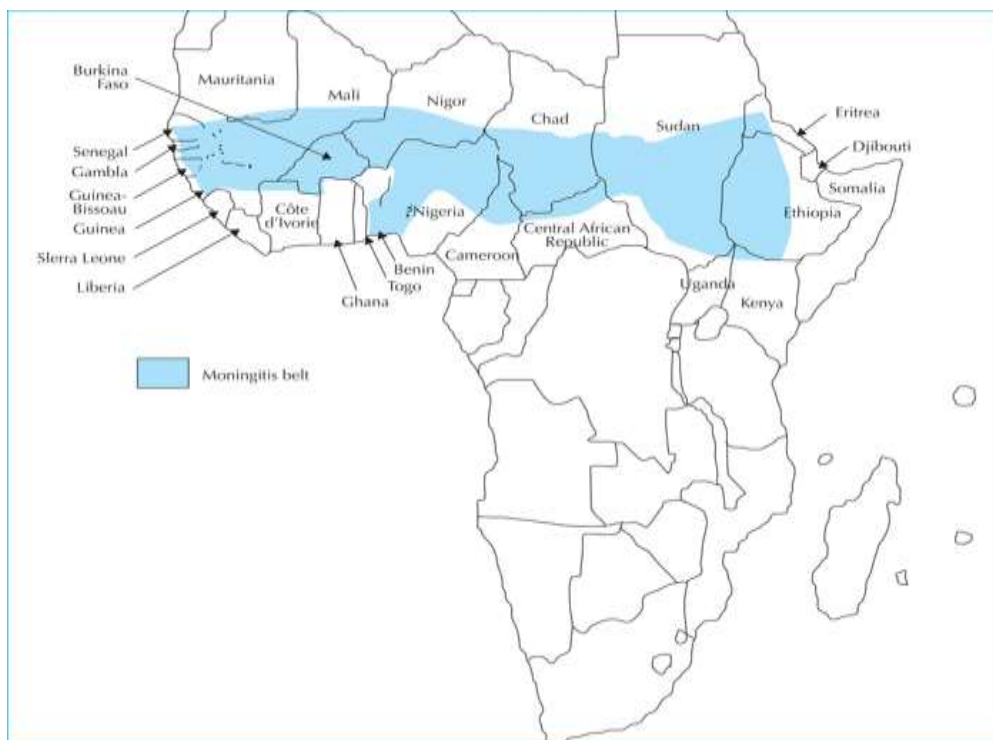 Burkina
Faso
Mauritania
Mali
Nigor
Chad
Sudan
Eritrea
Djibouti
Somalia
Ethiopia
Senegal
Gambla
Guinea-
Bissoau
Guinea
Slerra Leone
Liberia
Côte
d'Ivorie
Ghana
Togo
Benin
?Nigeria
Cameroon
Central African
Republic
Uganda
Kenya
Moningitis belt